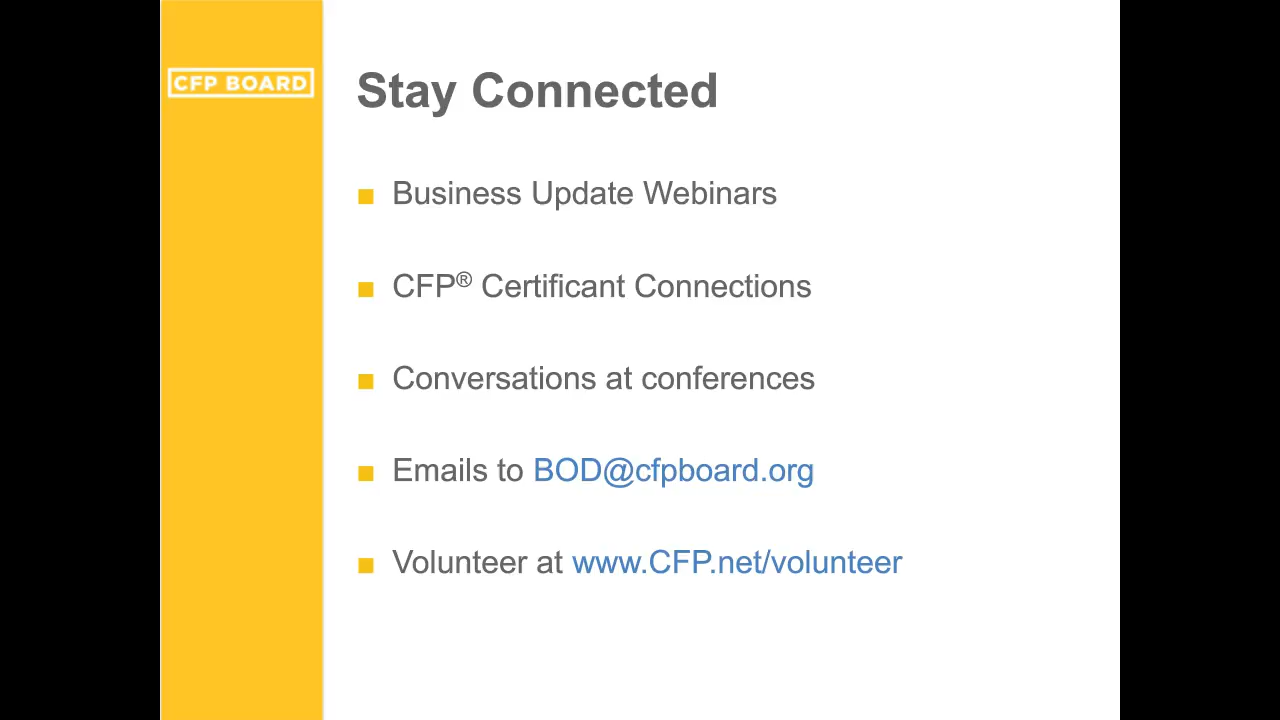 CFP BOARD
Stay Connected
Business Update Webinars
CFP® Certificant Connections
Conversations at conferences
Emails to BOD@cfpboard.org
Volunteer at www.CFP.net/volunteer